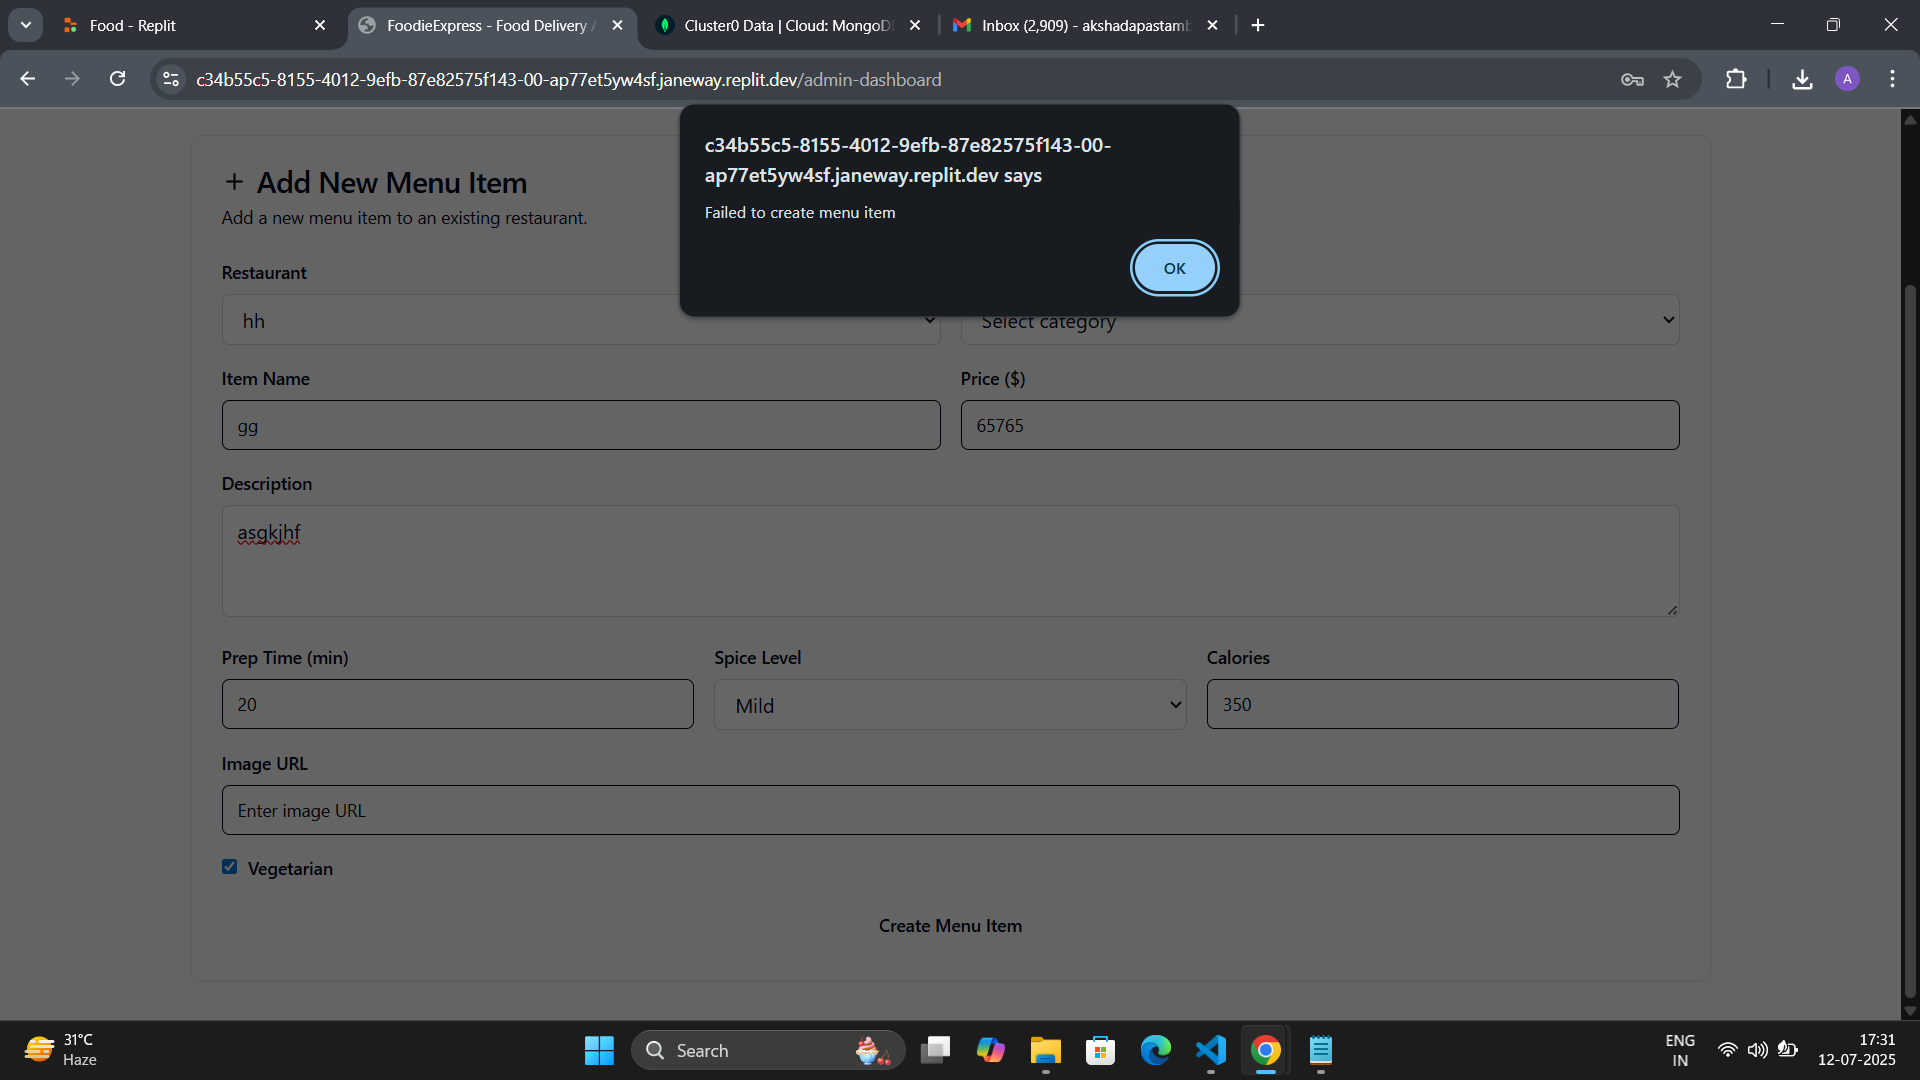 Food - Replit
FoodieExpress - Food Delivery
Cluster0 Data | Cloud: MongoD
Inbox (2,909) - akshadapastamb
c34b55c5-8155-4012-9efb-87e82575f143-00-ap77et5yw4sf.janeway.replit.dev/admin-dashboard
A
c34b55c5-8155-4012-9efb-87e82575f143-00-
ap77et5yw4sf.janeway.replit.dev says
Failed to create menu item
OK
+ Add New Menu Item
Add a new menu item to an existing restaurant.
Restaurant
hh
Select category
Item Name
Price ($)
gg
65765
Description
asgkjhf
Prep Time (min)
Spice Level
Calories
20
Mild
350
Image URL
Enter image URL
Vegetarian
Create Menu Item
31°C
Haze
Search
ENG
IN
17:31
12-07-2025